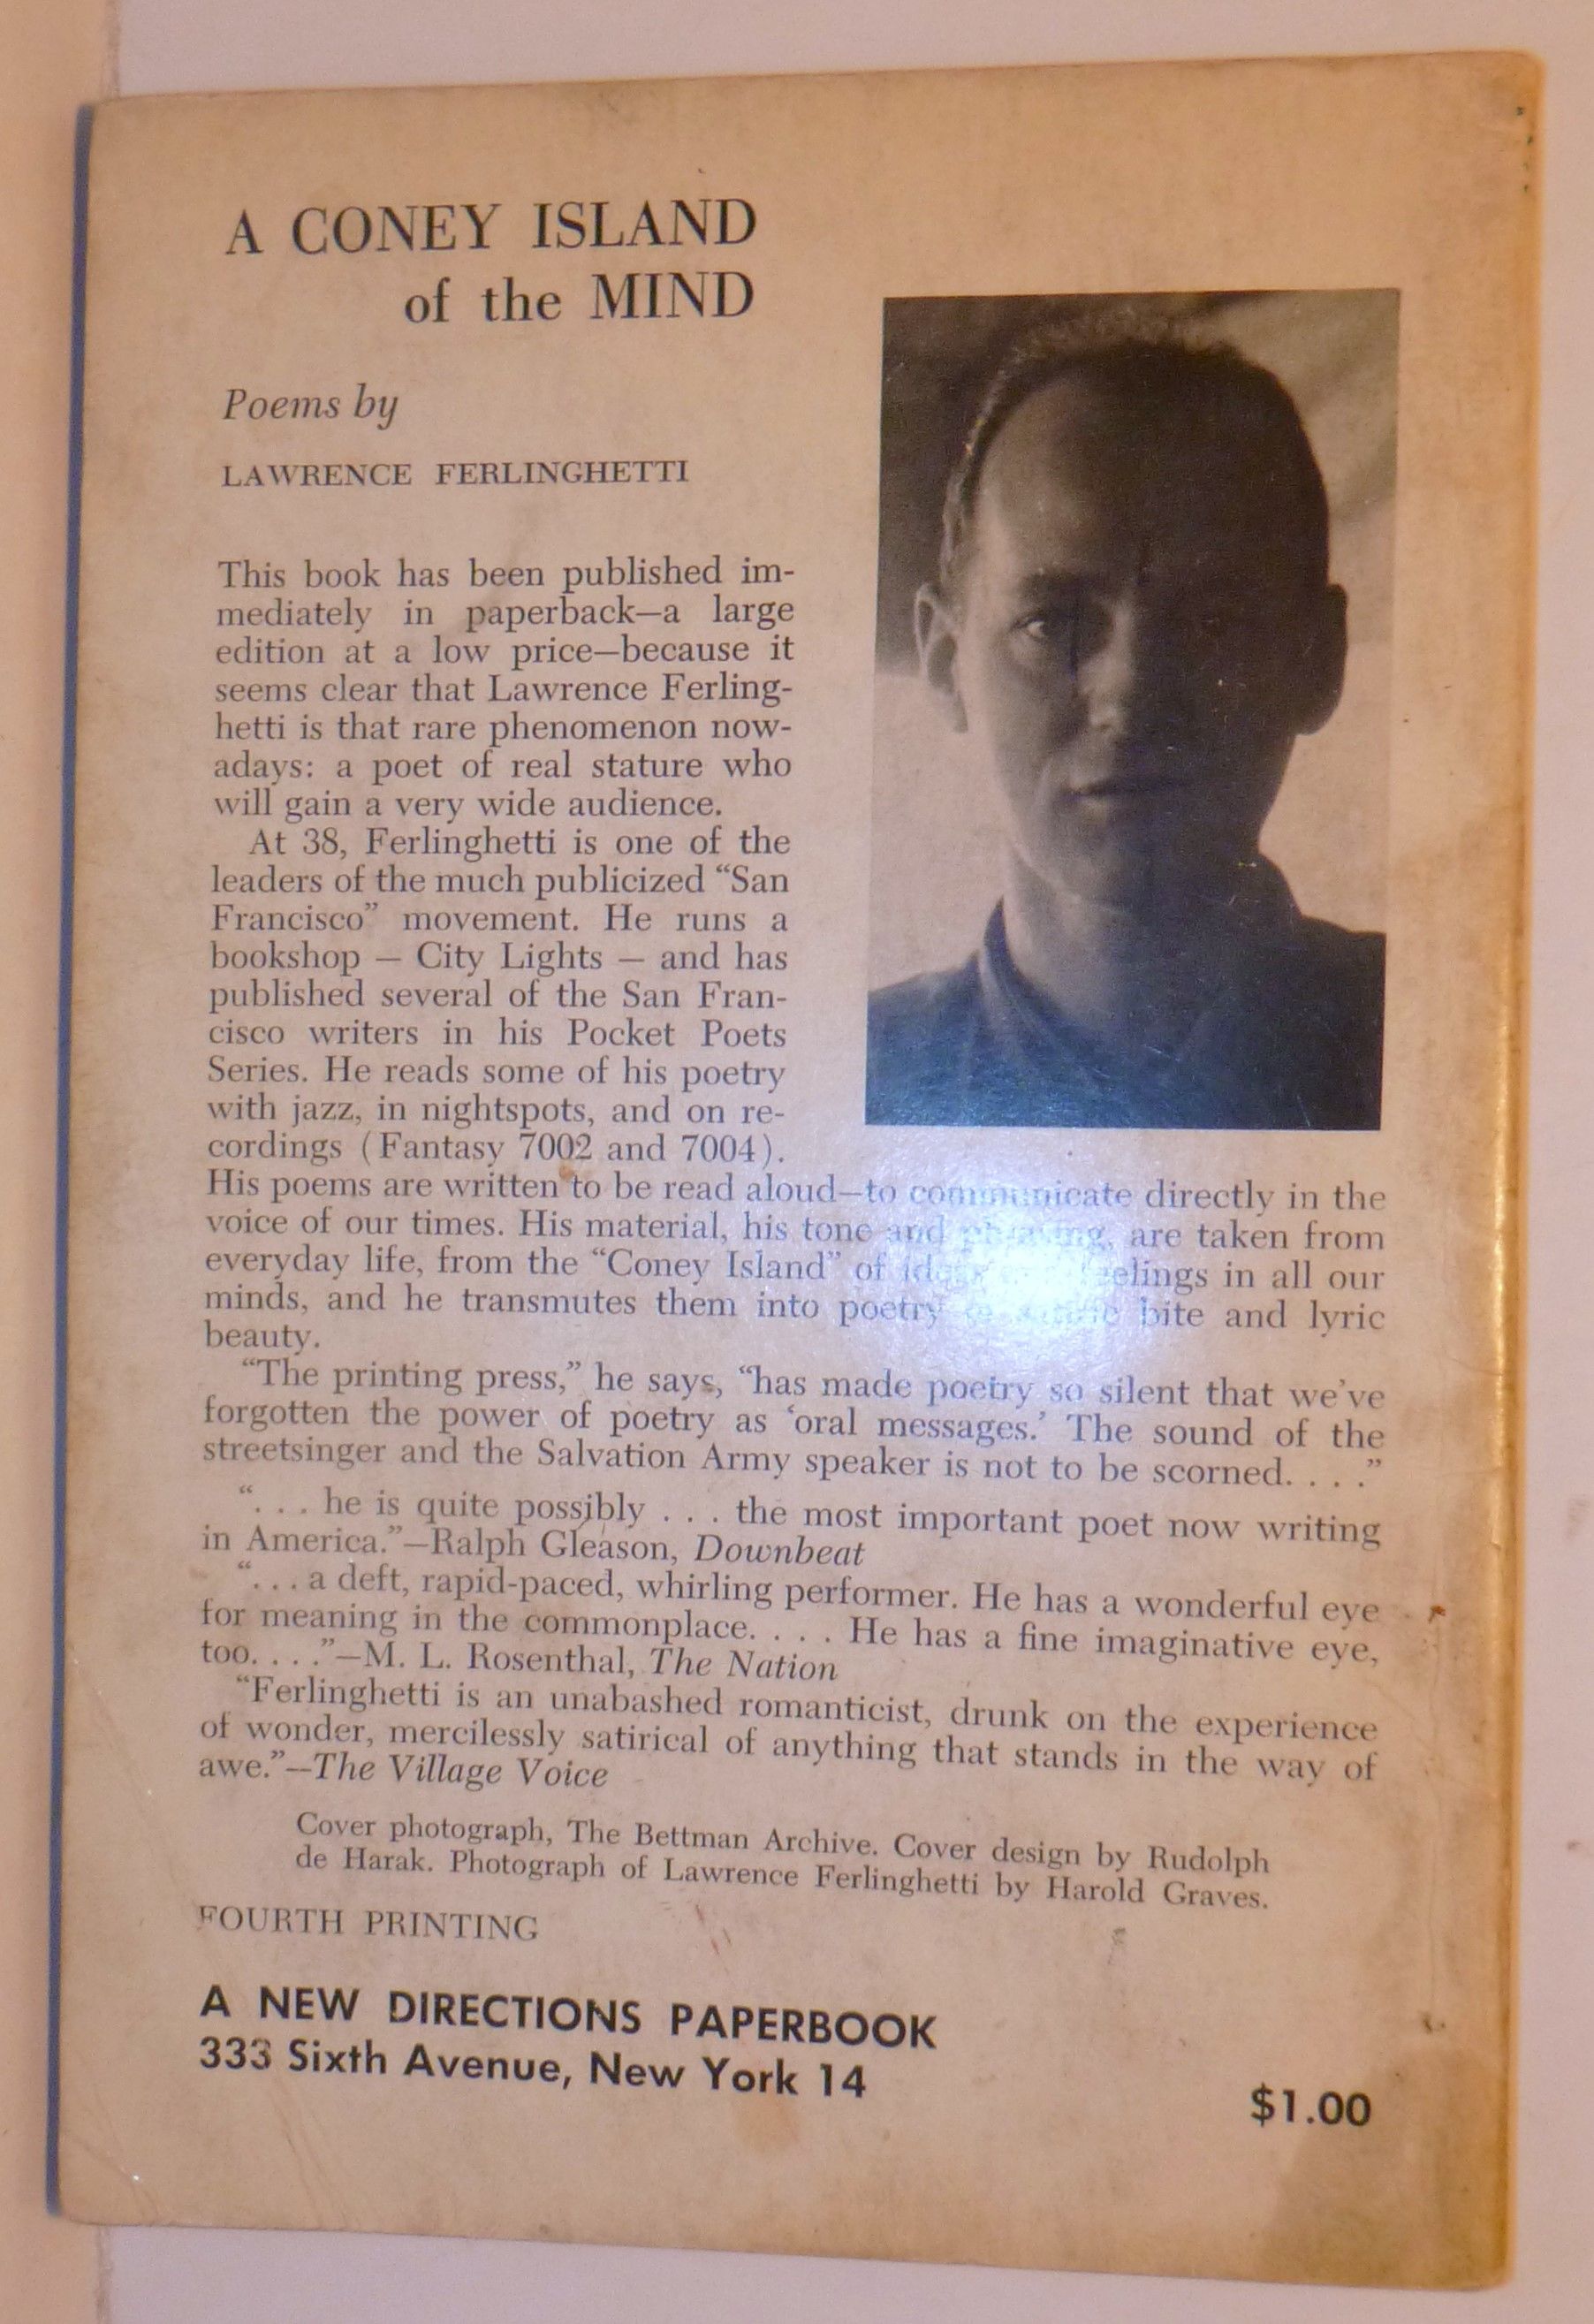 A CONEY ISLAND
of the MIND
Poems by
LAWRENCE FERLINGHETTI
This book has been published im-
mediately in paperback—a large
edition at a low price—because it
seems clear that Lawrence Ferling-
hetti is that rare phenomenon now-
adays: a poet of real stature who
will gain a very wide audience.
At 38, Ferlinghetti is one of the
leaders of the much publicized “San
Francisco” movement. He runs a
bookshop — City Lights — and has
published several of the San Fran-
cisco writers in his Pocket Poets
Series. He reads some of his poetry
with jazz, in nightspots, and on re-
cordings (Fantasy 7002 and 7004).
His poems are written to be read aloud—to communicate directly in the
voice of our times. His material, his tone and phrasing, are taken from
everyday life, from the “Coney Island” of in all our
minds, and he transmutes them into poetry bite and lyric
beauty.
“The printing press,” he says, “has made poetry so silent that we’ve
forgotten the power of poetry as ‘oral messages.’ The sound of the
streetsinger and the Salvation Army speaker is not to be scorned. . . .”
“. . . he is quite possibly . . . the most important poet now writing
in America.”—Ralph Gleason, Downbeat
“. . . a deft, rapid-paced, whirling performer. He has a wonderful eye
for meaning in the commonplace. . . . He has a fine imaginative eye,
too. . . .”—M. L. Rosenthal, The Nation
“Ferlinghetti is an unabashed romanticist, drunk on the experience
of wonder, mercilessly satirical of anything that stands in the way of
awe.”—The Village Voice
Cover photograph, The Bettman Archive. Cover design by Rudolph
de Harak. Photograph of Lawrence Ferlinghetti by Harold Graves.
FOURTH PRINTING
A NEW DIRECTIONS PAPERBOOK
333 Sixth Avenue, New York 14
$1.00